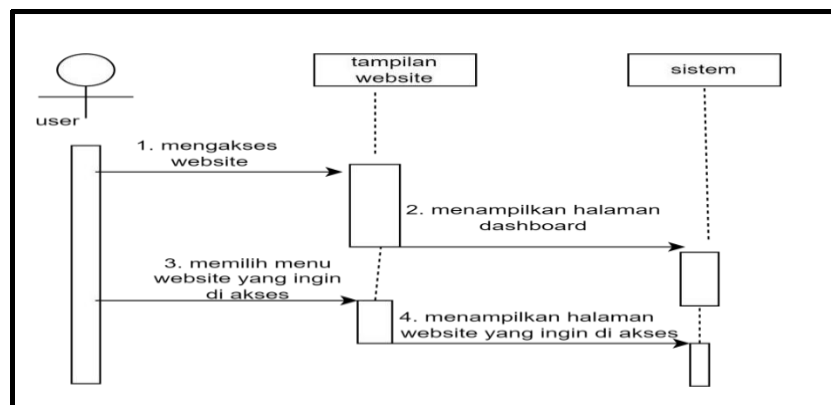 tampilan
website
sistem
user
1. mengakses
website
2. menampilkan halaman
dashboard
3. memilih menu
website yang ingin
di akses
4. menampilkan halaman
website yang ingin di akses